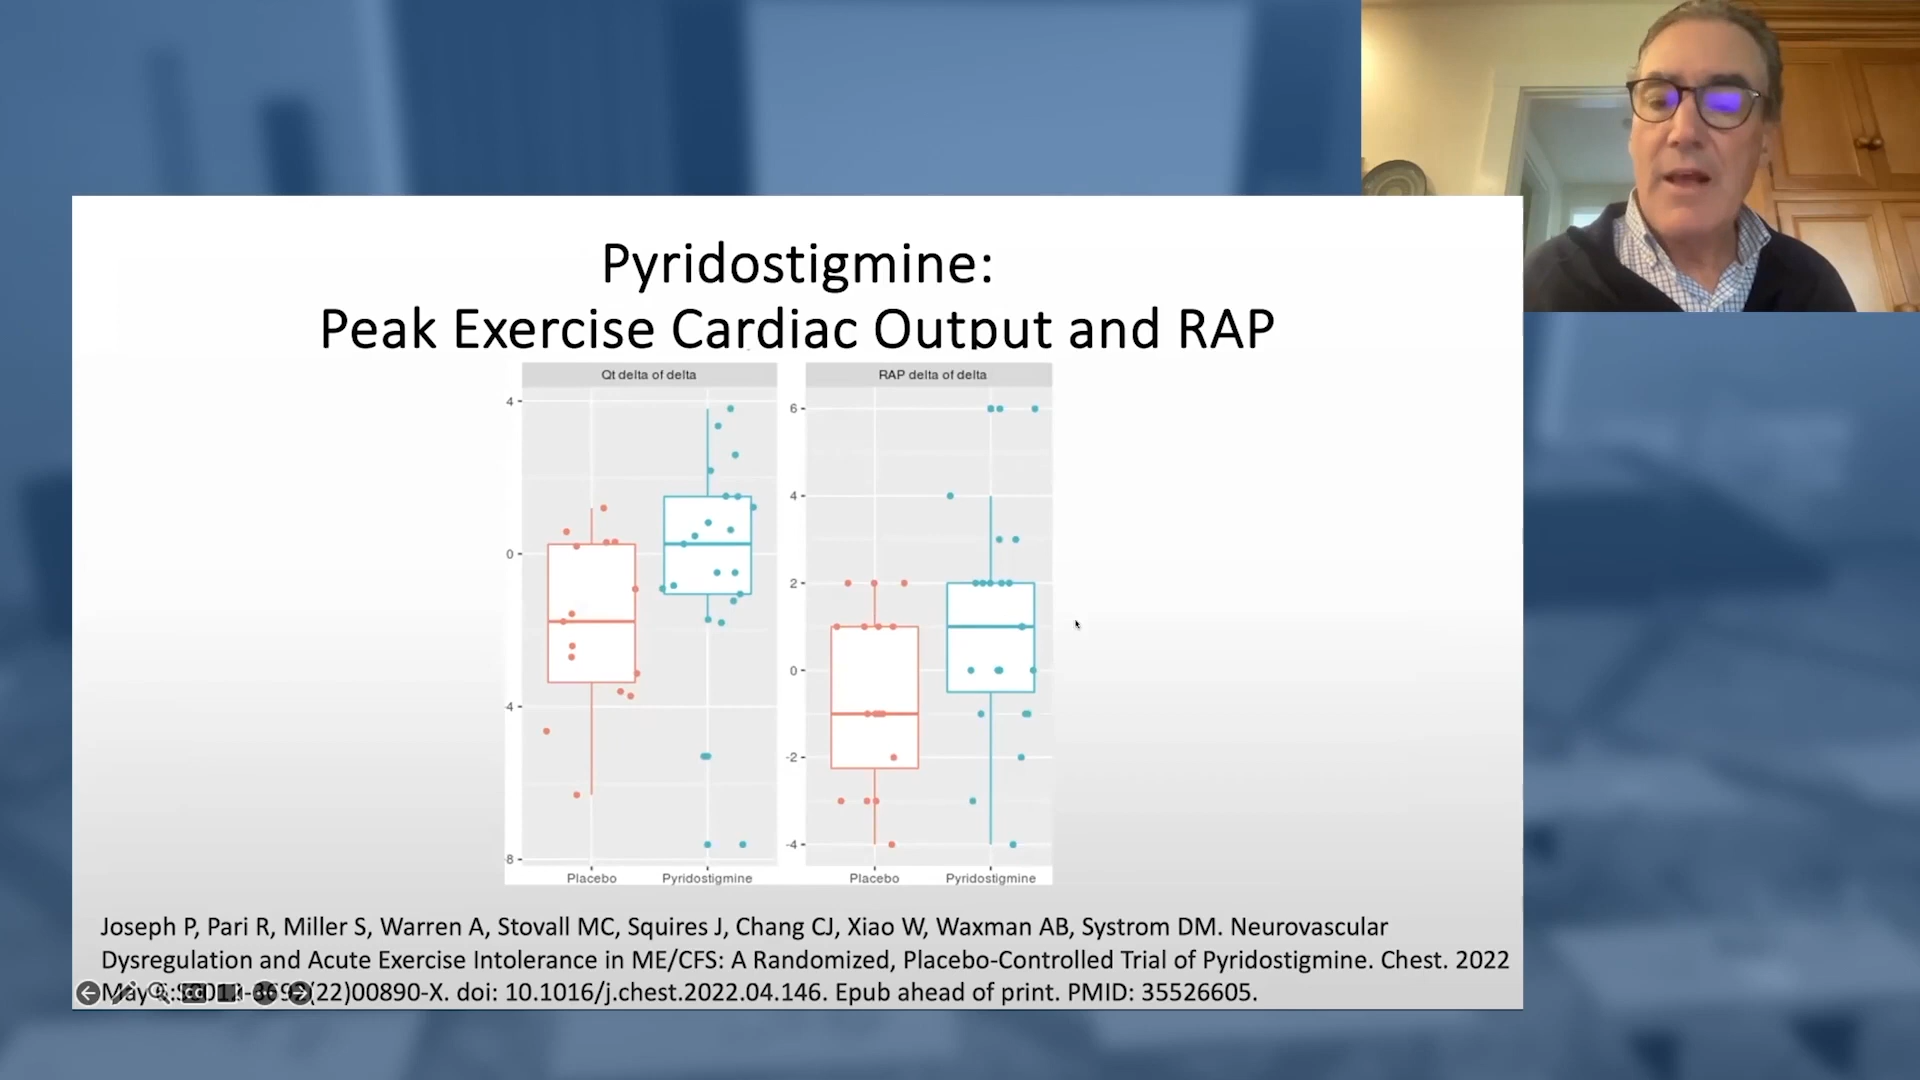 Pyridostigmine:
Peak Exercise Cardiac Output and RAP
Qt delta of delta
RAP delta of delta
4
0
-4
-8
6
4
2
0
-2
-4
Placebo
Pyridostigmine
Placebo
Pyridostigmine
Joseph P, Pari R, Miller S, Warren A, Stovall MC, Squires J, Chang CJ, Xiao W, Waxman AB, Systrom DM. Neurovascular
Dysregulation and Acute Exercise Intolerance in ME/CFS: A Randomized, Placebo-Controlled Trial of Pyridostigmine. Chest. 2022
May (22)00890-X. doi: 10.1016/j.chest.2022.04.146. Epub ahead of print. PMID: 35526605.